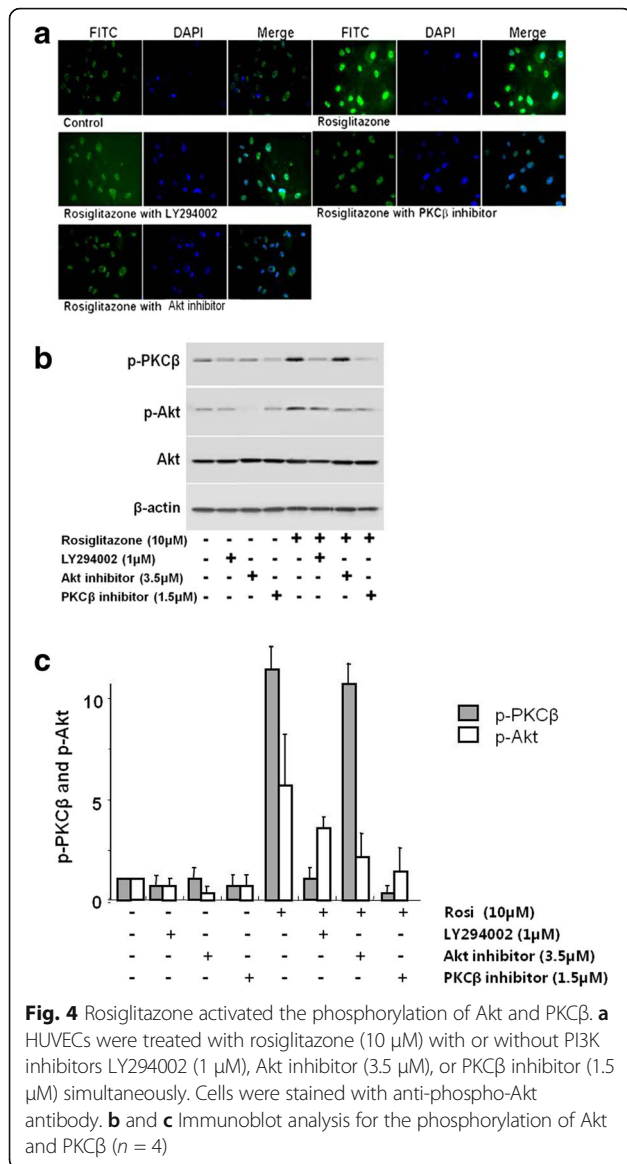 a
FITC DAPI Merge FITC DAPI Merge
Control Rosiglitazone
Rosiglitazone with LY294002 Rosiglitazone with PKCβ inhibitor
Rosiglitazone with Akt inhibitor
b
p-PKCβ
p-Akt
Akt
β-actin
Rosiglitazone (10µM) - - - - + + + +
LY294002 (1µM) - + - - - + - -
Akt inhibitor (3.5µM) - - + - - - + -
PKCβ inhibitor (1.5µM) - - - + - - - +
c
p-PKCβ and p-Akt
10
5
0
p-PKCβ
p-Akt
- - - - + + + + Rosi (10µM)
- + - - - + - - LY294002 (1µM)
- - + - - - + - Akt inhibitor (3.5µM)
- - - + - - - + PKCβ inhibitor (1.5µM)
Fig. 4 Rosiglitazone activated the phosphorylation of Akt and PKCβ. a
HUVECs were treated with rosiglitazone (10 µM) with or without PI3K
inhibitors LY294002 (1 µM), Akt inhibitor (3.5 µM), or PKCβ inhibitor (1.5
µM) simultaneously. Cells were stained with anti-phospho-Akt
antibody. b and c Immunoblot analysis for the phosphorylation of Akt
and PKCβ (n = 4)